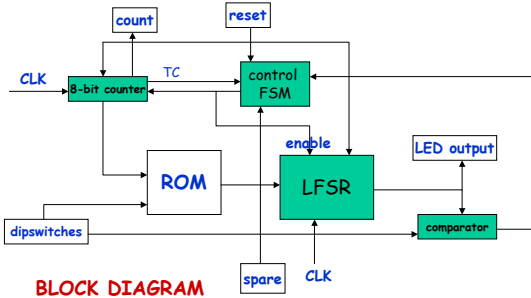 reset
count
CLK
8-bit counter
TC
control
FSM
enable
LED output
ROM
LFSR
dipswitches
comparator
spare
CLK
BLOCK DIAGRAM